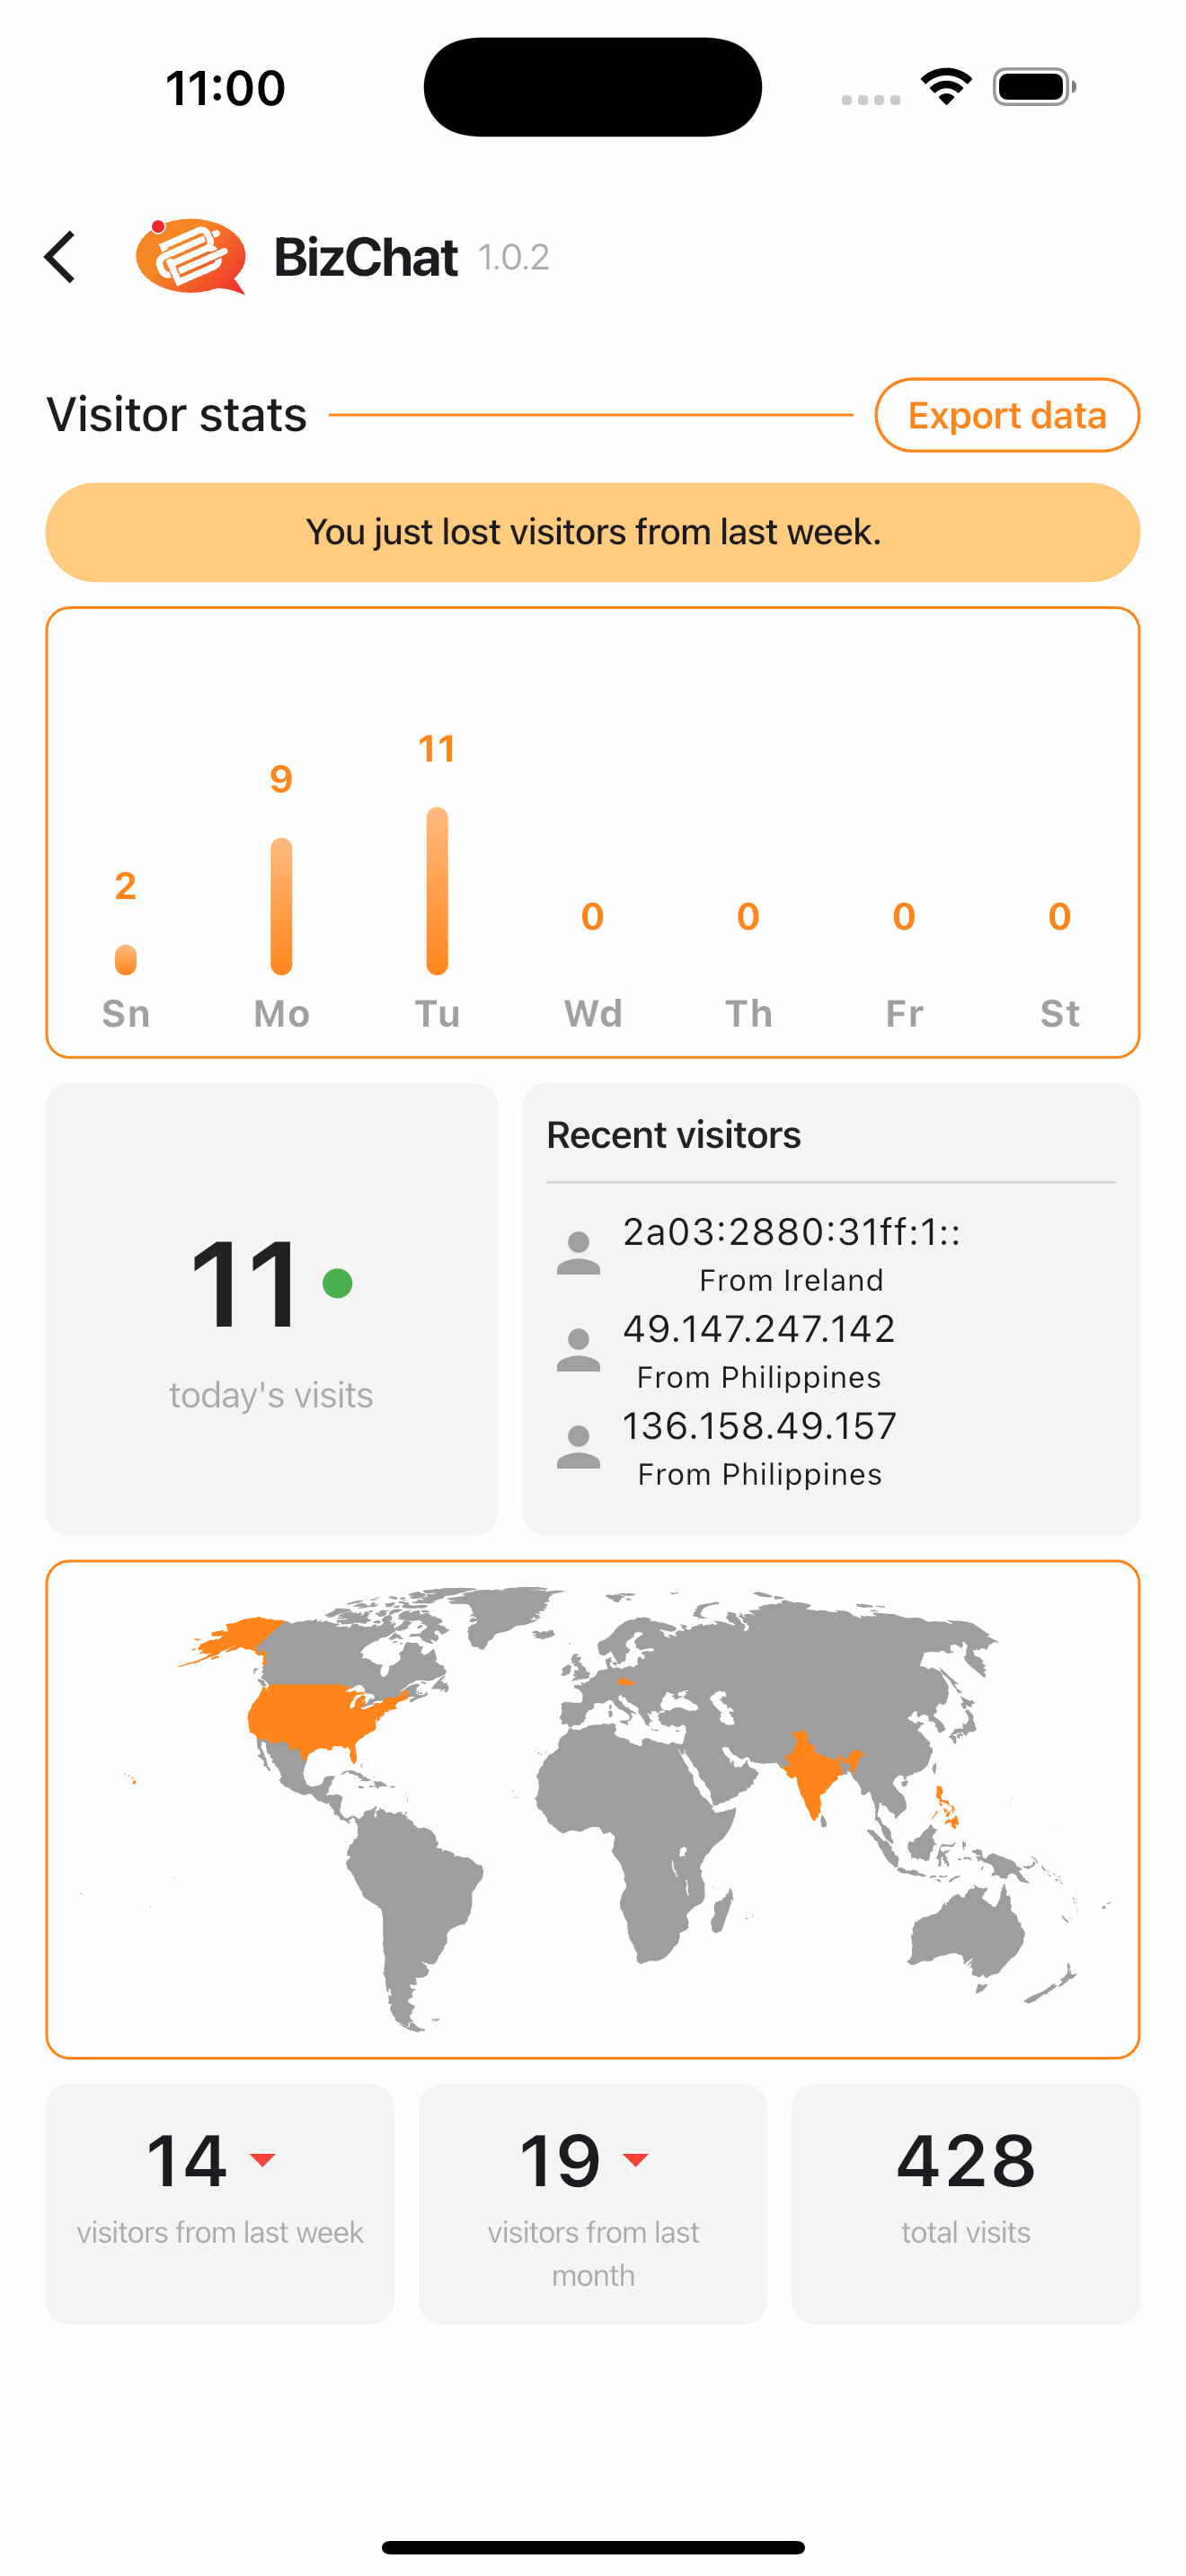 11:00
BizChat 1.0.2
Visitor stats
Export data
You just lost visitors from last week.
2
9
11
0
0
0
0
Sn
Mo
Tu
Wd
Th
Fr
St
11
today's visits
Recent visitors
2a03:2880:31ff:1::
From Ireland
49.147.247.142
From Philippines
136.158.49.157
From Philippines
14
visitors from last week
19
visitors from last
month
428
total visits